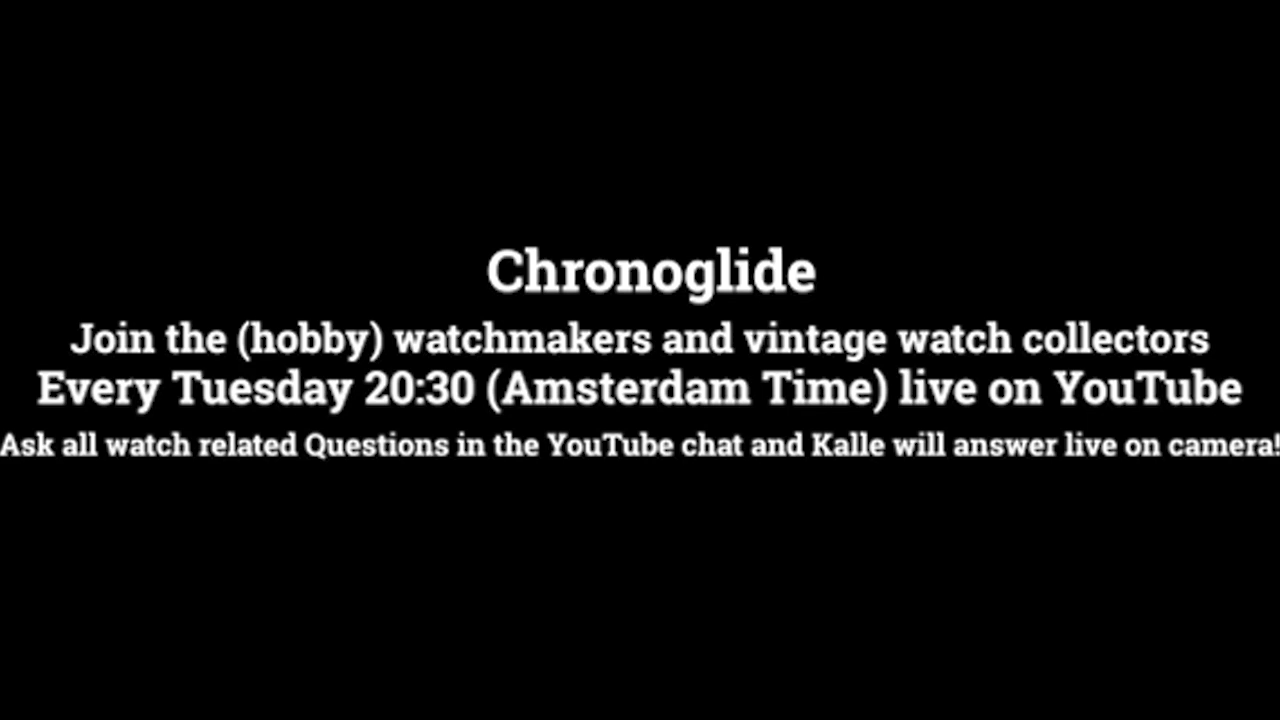 Chronoglide
Join the (hobby) watchmakers and vintage watch collectors
Every Tuesday 20:30 (Amsterdam Time) live on YouTube
Ask all watch related Questions in the YouTube chat and Kalle will answer live on camera!